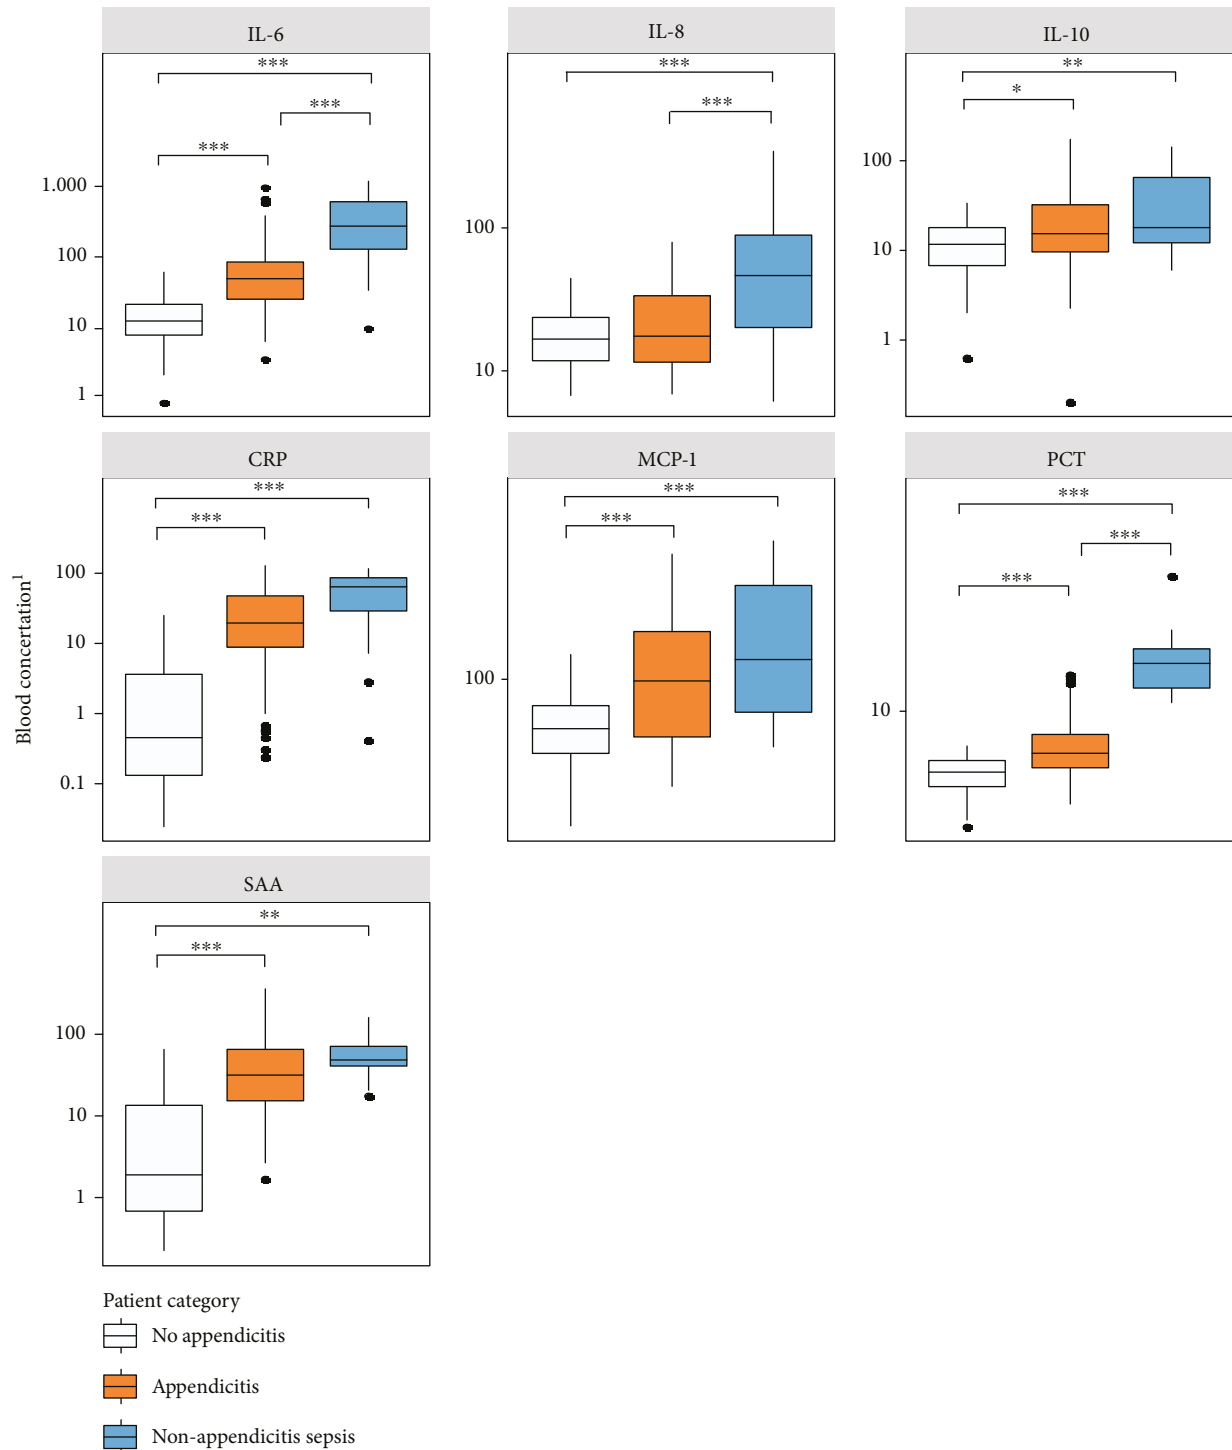 IL-6
IL-8
IL-10
***
***
***
1.000
100
10
1
***
***
100
10
**
*
100
10
1
CRP
MCP-1
PCT
Blood concertation¹
***
***
100
10
1
0.1
***
***
100
***
***
***
10
SAA
**
***
100
10
1
Patient category
No appendicitis
Appendicitis
Non-appendicitis sepsis